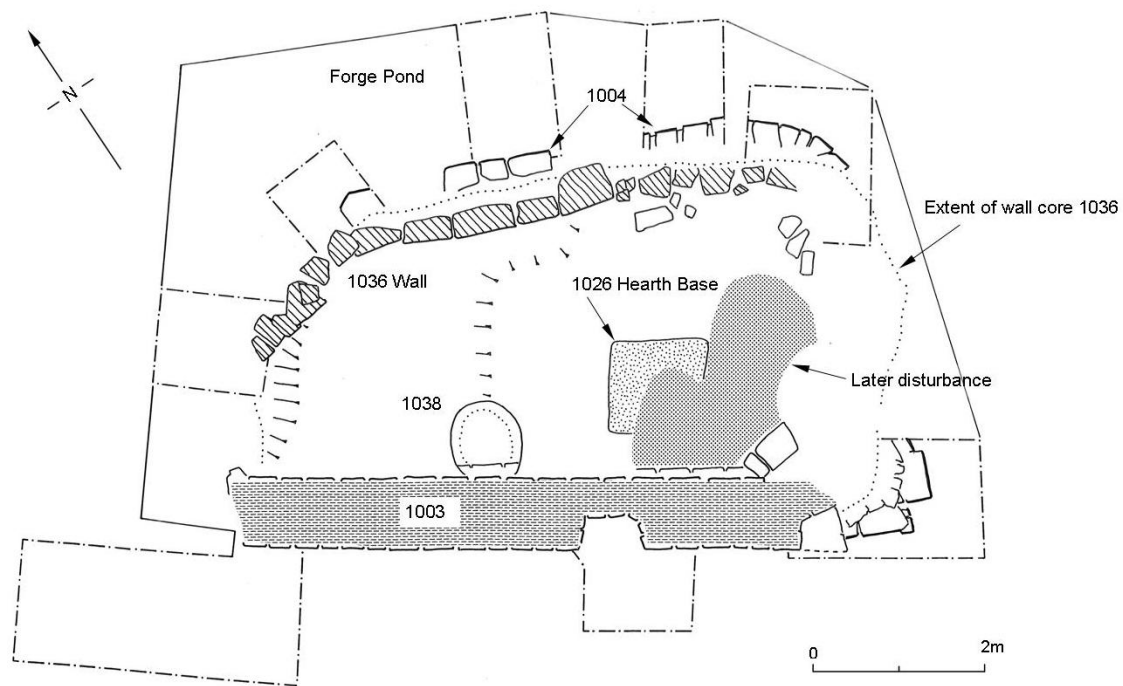 N
Forge Pond
1004
Extent of wall core 1036
1036 Wall
1026 Hearth Base
Later disturbance
1038
1003
0
2m